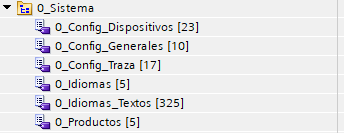 0_Sistema
0_Config_Dispositivos [23]
0_Config_Generales [10]
0_Config_Traza [17]
0_Idiomas [5]
0_Idiomas_Textos [325]
0_Productos [5]